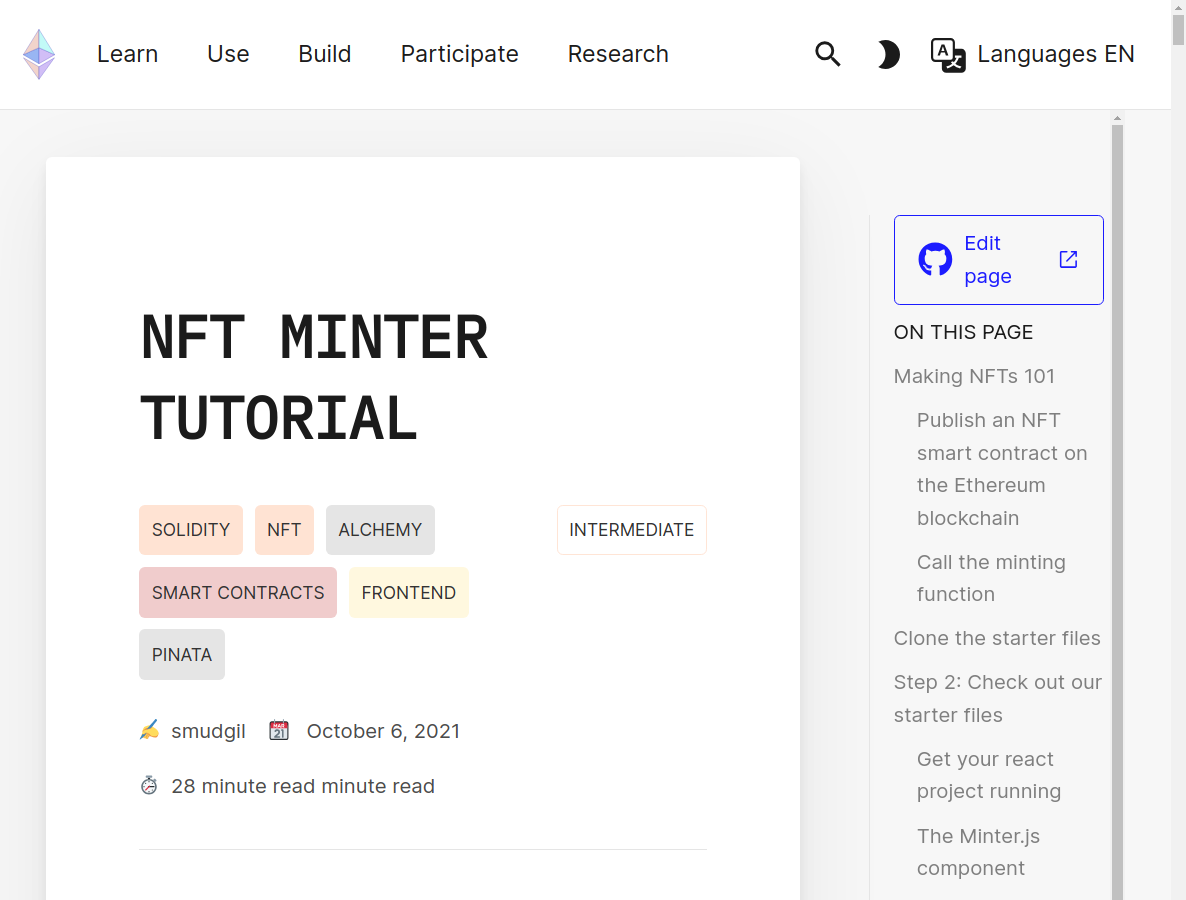 Learn Use Build Participate Research Languages EN
NFT MINTER
TUTORIAL
SOLIDITY NFT ALCHEMY INTERMEDIATE
SMART CONTRACTS FRONTEND
PINATA
smudgil October 6, 2021
28 minute read minute read
Edit
page
ON THIS PAGE
Making NFTs 101
Publish an NFT
smart contract on
the Ethereum
blockchain
Call the minting
function
Clone the starter files
Step 2: Check out our
starter files
Get your react
project running
The Minter.js
component